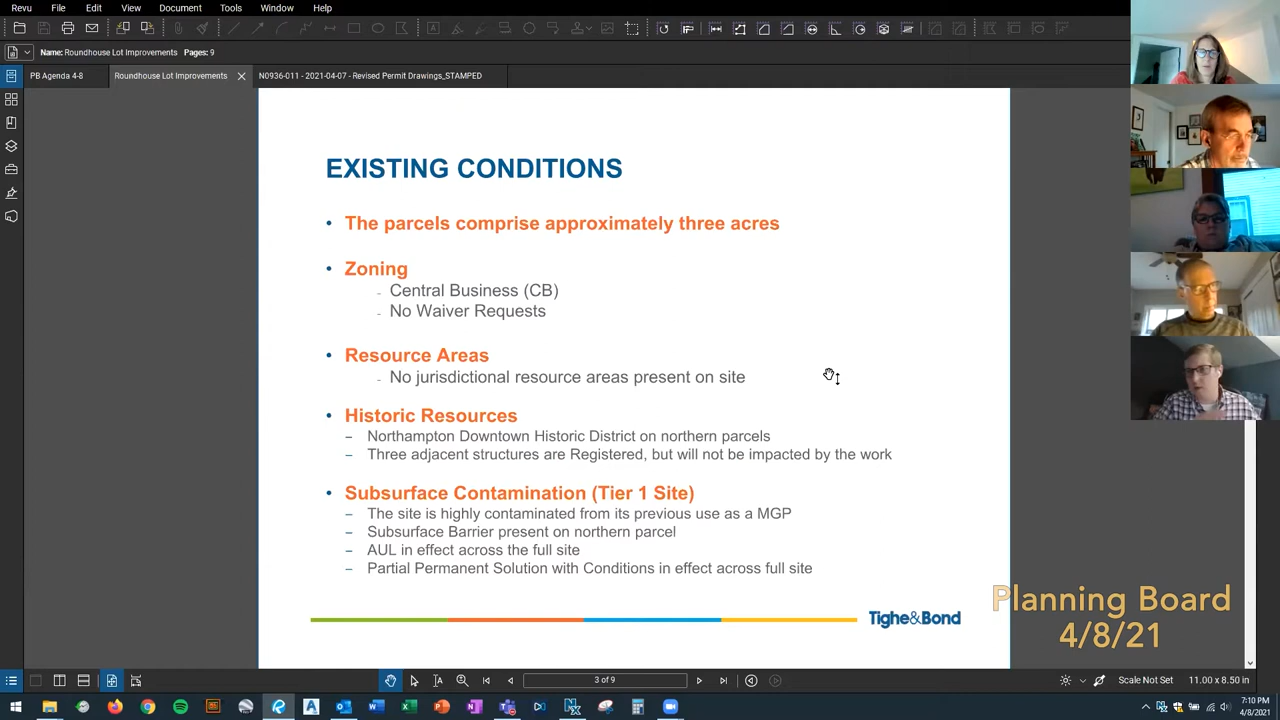 Revu File Edit View Document Tools Window Help
Name: Roundhouse Lot Improvements Pages: 9
PB Agenda 4-8 Roundhouse Lot Improvements N0936-011 - 2021-04-07 - Revised Permit Drawings_STAMPED
EXISTING CONDITIONS
• The parcels comprise approximately three acres
• Zoning
- Central Business (CB)
- No Waiver Requests
• Resource Areas
- No jurisdictional resource areas present on site
• Historic Resources
– Northampton Downtown Historic District on northern parcels
– Three adjacent structures are Registered, but will not be impacted by the work
• Subsurface Contamination (Tier 1 Site)
– The site is highly contaminated from its previous use as a MGP
– Subsurface Barrier present on northern parcel
– AUL in effect across the full site
– Partial Permanent Solution with Conditions in effect across full site
Tighe&Bond
Planning Board
4/8/21
3 of 9
Scale Not Set 11.00 x 8.50 in
7:10 PM
4/8/2021